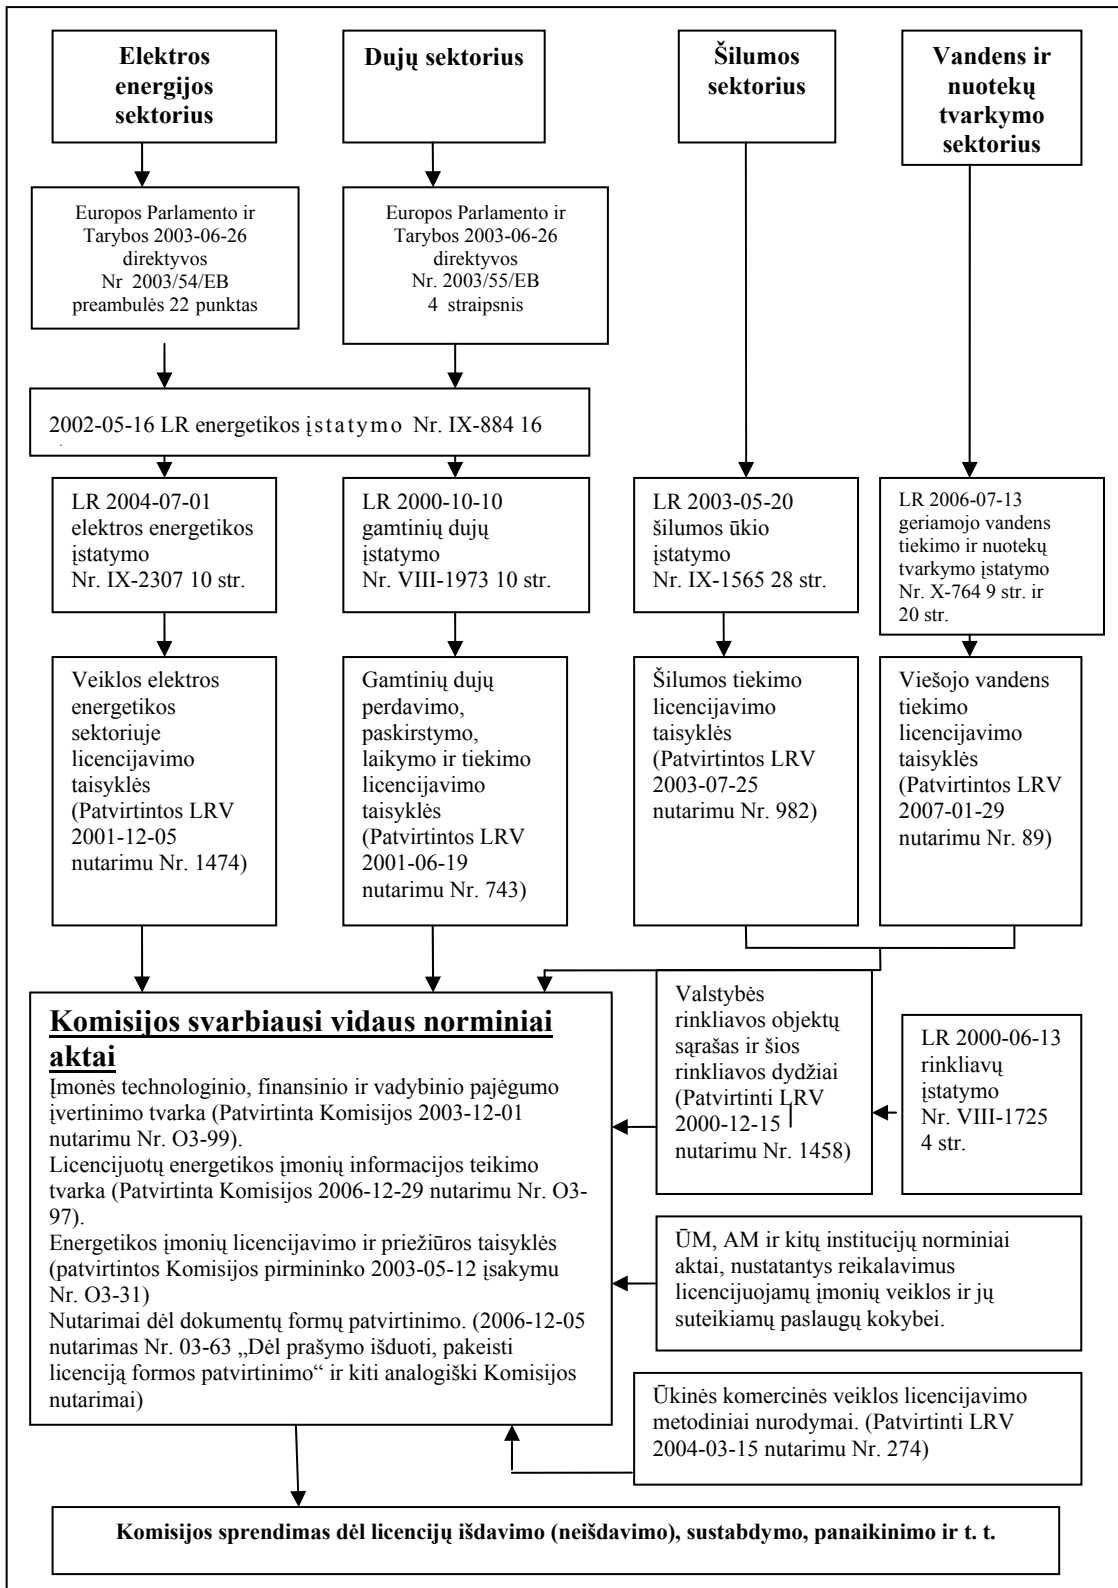 Elektros
energijos
sektorius
Dujų sektorius
Šilumos
sektorius
Vandens ir
nuotekų
tvarkymo
sektorius
Europos Parlamento ir
Tarybos 2003-06-26
direktyvos
Nr 2003/54/EB
preambulės 22 punktas
Europos Parlamento ir
Tarybos 2003-06-26
direktyvos
Nr. 2003/55/EB
4 straipsnis
2002-05-16 LR energetikos įstatymo Nr. IX-884 16
LR 2004-07-01
elektros energetikos
įstatymo
Nr. IX-2307 10 str.
LR 2000-10-10
gamtinių dujų
įstatymo
Nr. VIII-1973 10 str.
LR 2003-05-20
šilumos ūkio
įstatymo
Nr. IX-1565 28 str.
LR 2006-07-13
geriamojo vandens
tiekimo ir nuotekų
tvarkymo įstatymo
Nr. X-764 9 str. ir
20 str.
Veiklos elektros
energetikos
sektoriuje
licencijavimo
taisyklės
(Patvirtintos LRV
2001-12-05
nutarimu Nr. 1474)
Gamtinių dujų
perdavimo,
paskirstymo,
laikymo ir tiekimo
licencijavimo
taisyklės
(Patvirtintos LRV
2001-06-19
nutarimu Nr. 743)
Šilumos tiekimo
licencijavimo
taisyklės
(Patvirtintos LRV
2003-07-25
nutarimu Nr. 982)
Viešojo vandens
tiekimo
licencijavimo
taisyklės
(Patvirtintos LRV
2007-01-29
nutarimu Nr. 89)
Komisijos svarbiausi vidaus norminiai
aktai
Įmonės technologinio, finansinio ir vadybinio pajėgumo
įvertinimo tvarka (Patvirtinta Komisijos 2003-12-01
nutarimu Nr. O3-99).
Licencijuotų energetikos įmonių informacijos teikimo
tvarka (Patvirtinta Komisijos 2006-12-29 nutarimu Nr. O3-
97).
Energetikos įmonių licencijavimo ir priežiūros taisyklės
(patvirtintos Komisijos pirmininko 2003-05-12 įsakymu
Nr. O3-31)
Nutarimai dėl dokumentų formų patvirtinimo. (2006-12-05
nutarimas Nr. 03-63 „Dėl prašymo išduoti, pakeisti
licenciją formos patvirtinimo“ ir kiti analogiški Komisijos
nutarimai)
Valstybės
rinkliavos objektų
sąrašas ir šios
rinkliavos dydžiai
(Patvirtinti LRV
2000-12-15
nutarimu Nr. 1458)
LR 2000-06-13
rinkliavų
įstatymo
Nr. VIII-1725
4 str.
ŪM, AM ir kitų institucijų norminiai
aktai, nustatantys reikalavimus
licencijuojamų įmonių veiklos ir jų
suteikiamų paslaugų kokybei.
Ūkinės komercinės veiklos licencijavimo
metodiniai nurodymai. (Patvirtinti LRV
2004-03-15 nutarimu Nr. 274)
Komisijos sprendimas dėl licencijų išdavimo (neišdavimo), sustabdymo, panaikinimo ir t. t.